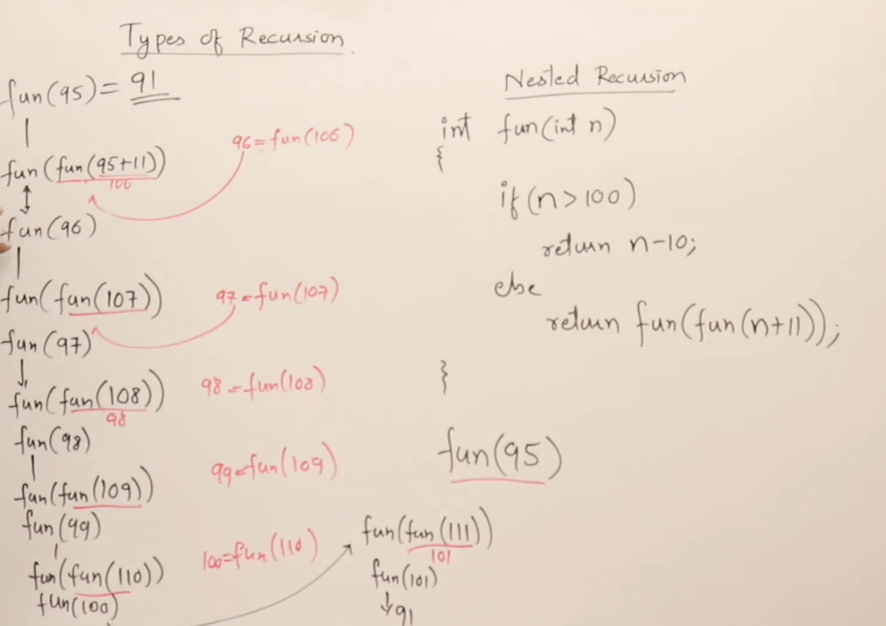 Types of Recursion.
fun(95) = 91
fun(fun(95+11))
106
96=fun(106)
fun(96)
fun(fun(107))
97=fun(107)
fun(97)
fun(fun(108))
98
98=fun(108)
fun(98)
fun(fun(109))
99=fun(109)
fun(99)
fun(fun(110))
100=fun(110)
fun(100)
Nested Recursion
int fun(int n)
{
if(n>100)
return n-10;
else
return fun(fun(n+11));
}
fun(95)
fun(fun(111))
101
fun(101)
91